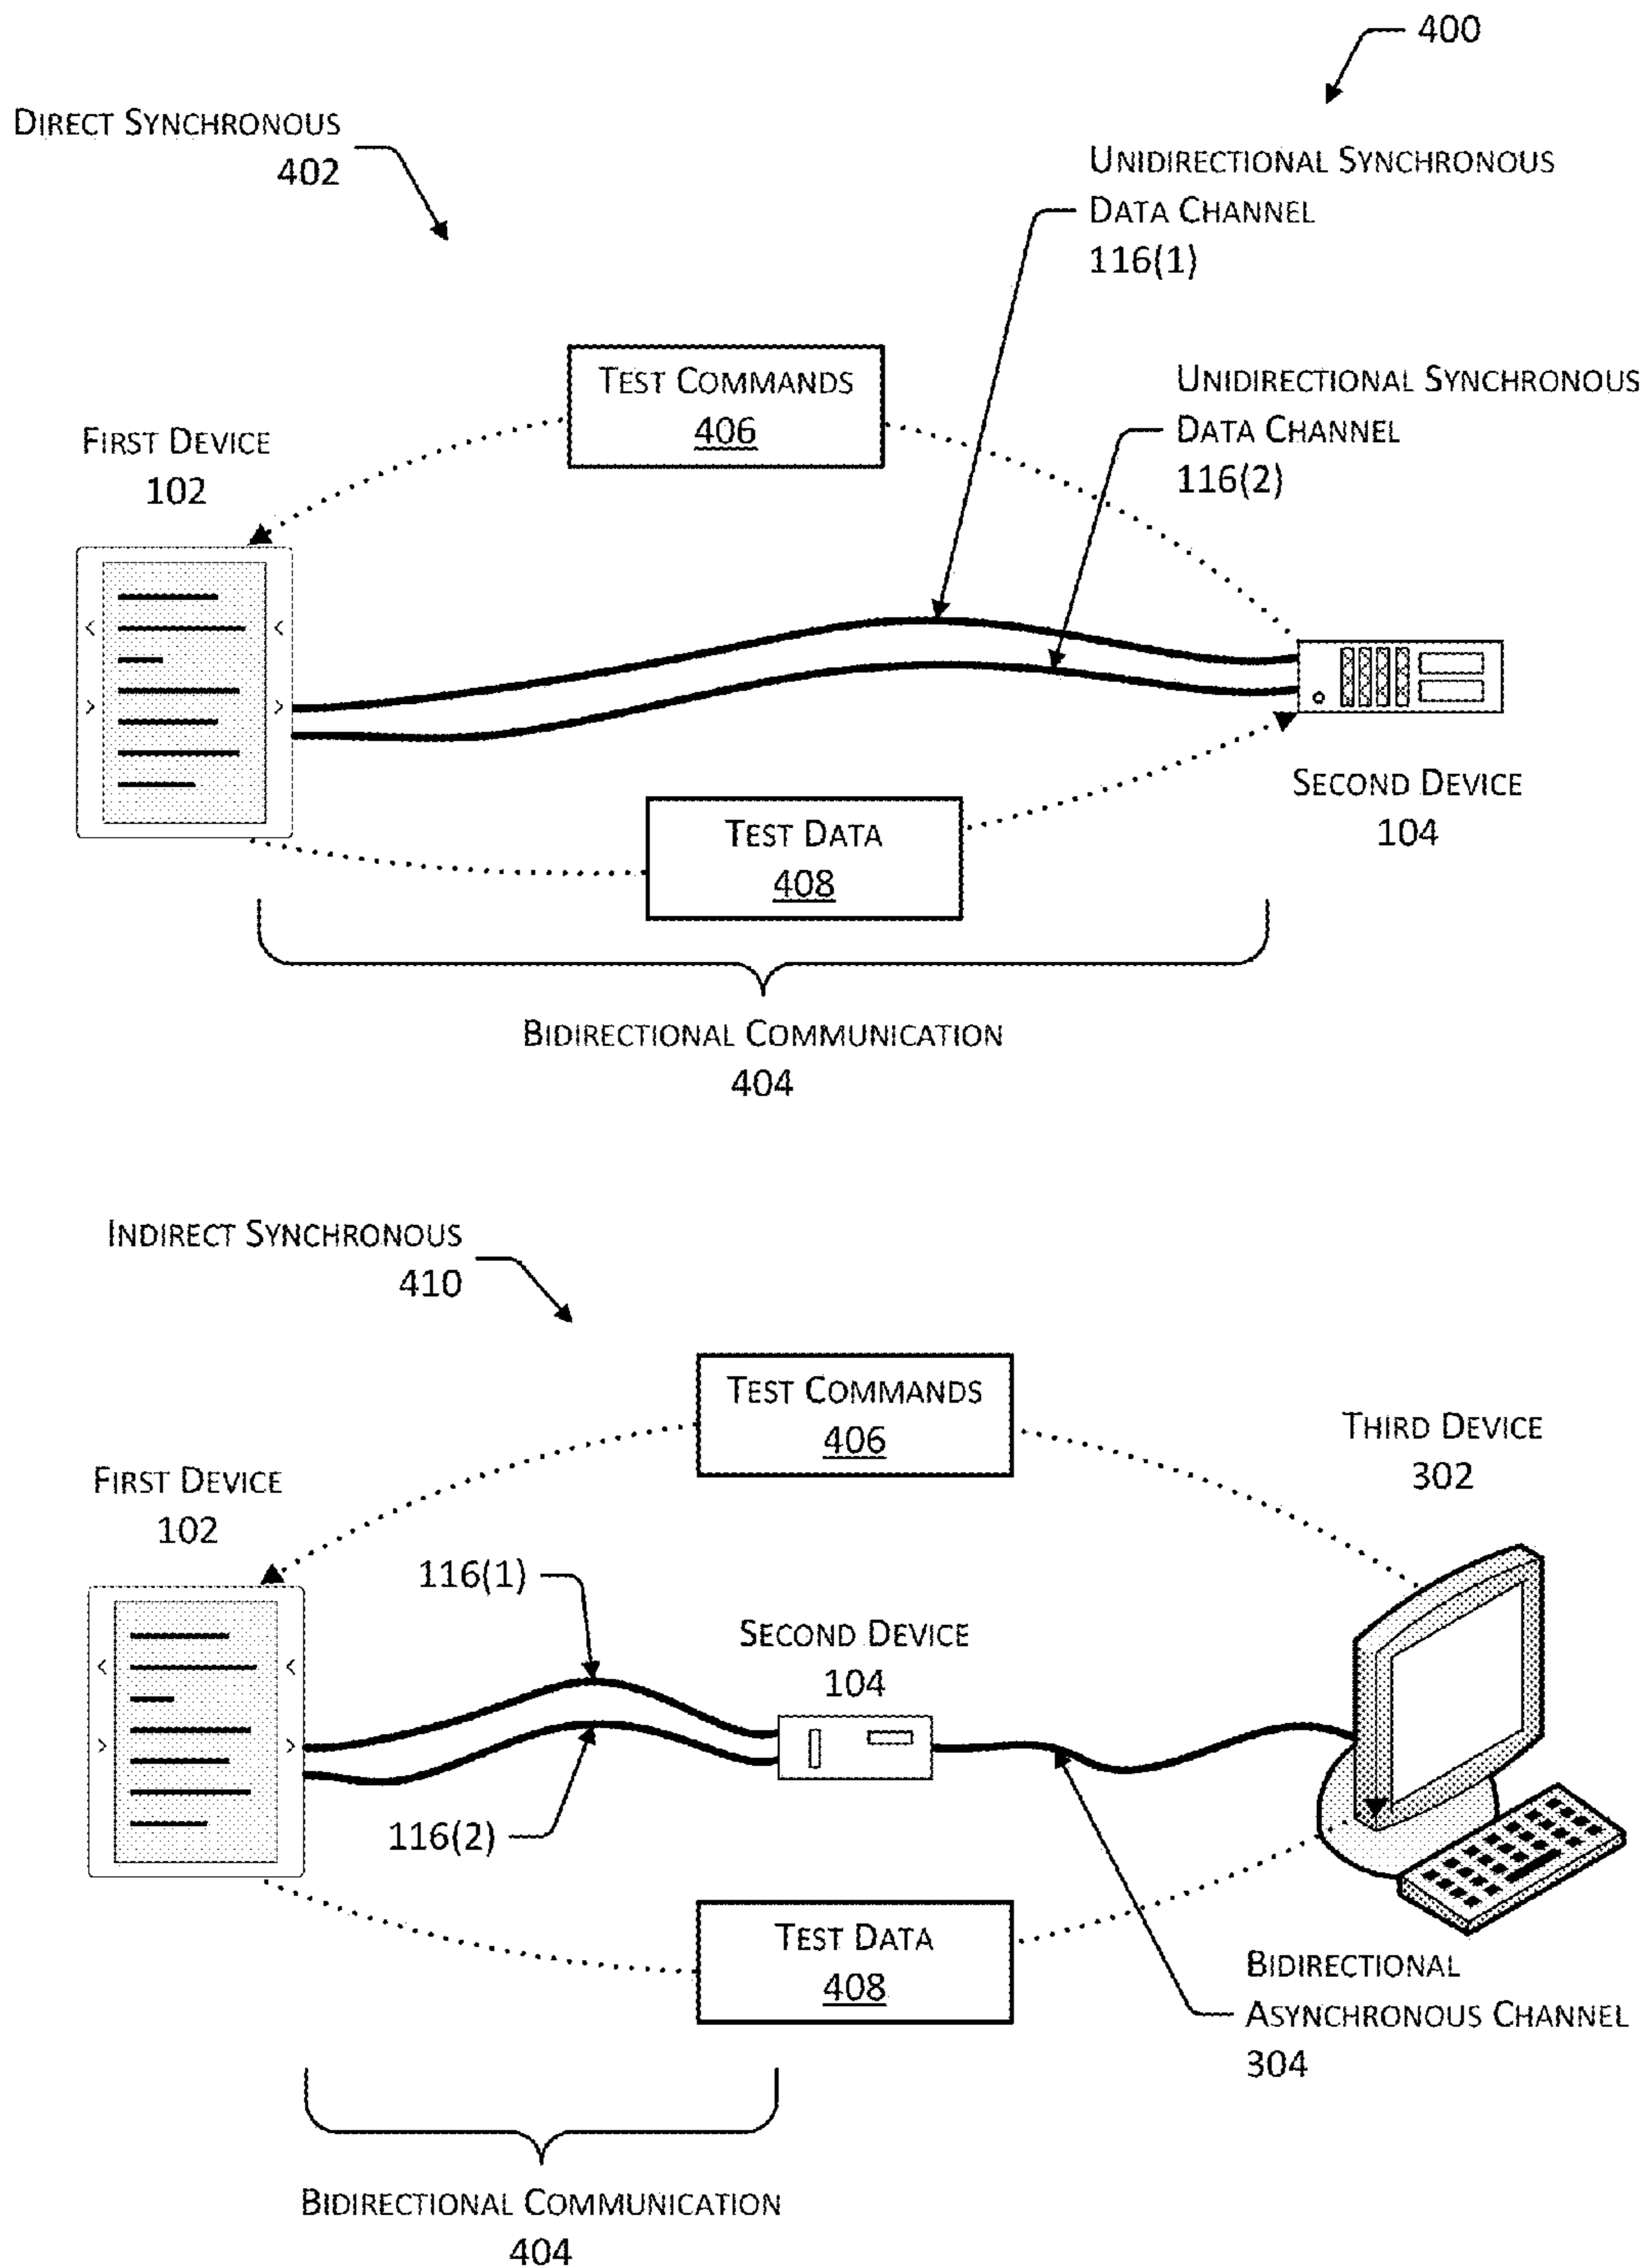 400
DIRECT SYNCHRONOUS
402
UNIDIRECTIONAL SYNCHRONOUS
DATA CHANNEL
116(1)
TEST COMMANDS
406
UNIDIRECTIONAL SYNCHRONOUS
DATA CHANNEL
116(2)
FIRST DEVICE
102
SECOND DEVICE
104
TEST DATA
408
BIDIRECTIONAL COMMUNICATION
404
INDIRECT SYNCHRONOUS
410
TEST COMMANDS
406
THIRD DEVICE
302
FIRST DEVICE
102
116(1)
SECOND DEVICE
104
116(2)
TEST DATA
408
BIDIRECTIONAL
ASYNCHRONOUS CHANNEL
304
BIDIRECTIONAL COMMUNICATION
404